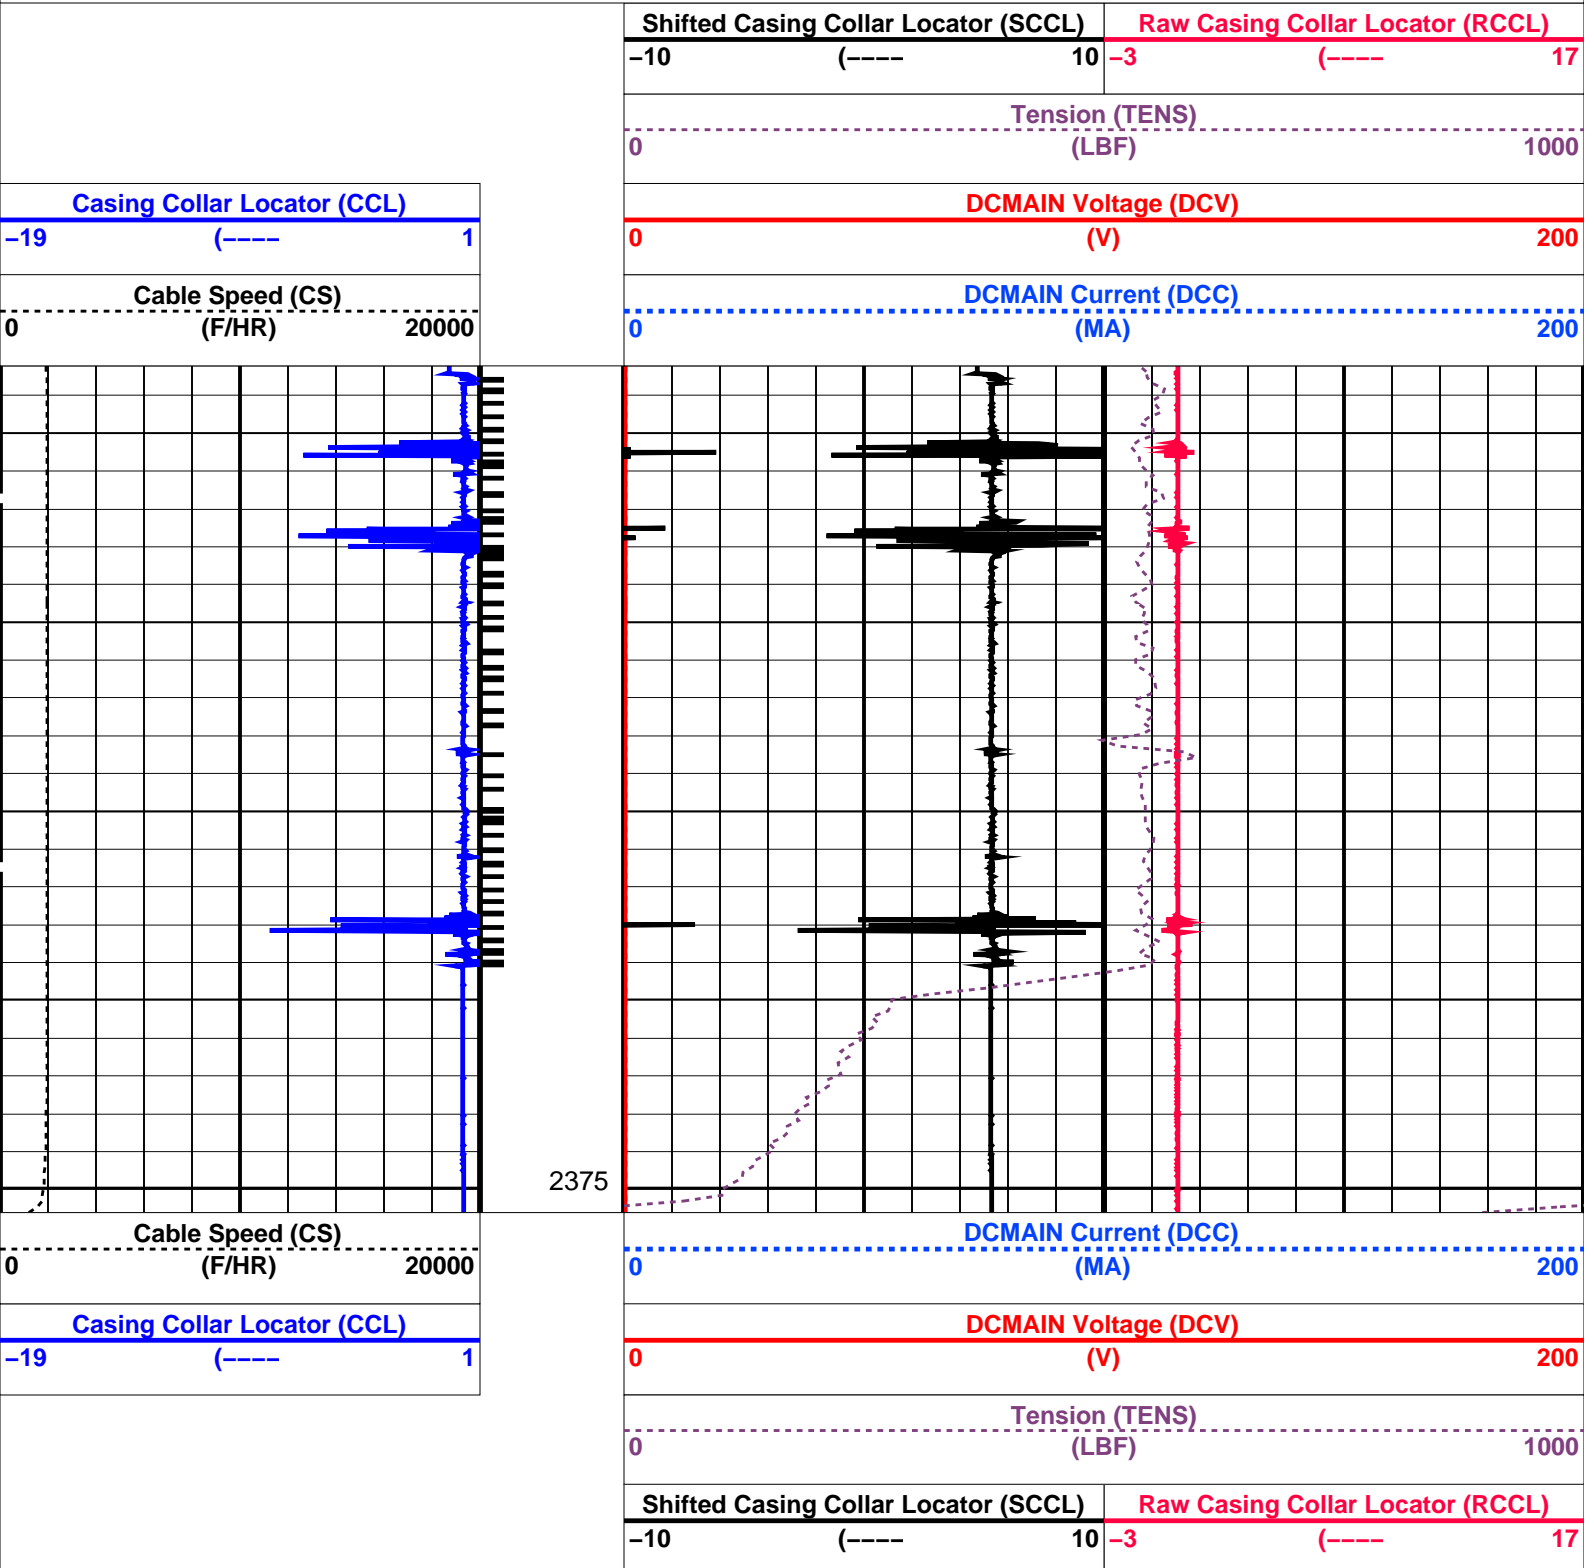 Shifted Casing Collar Locator (SCCL) Raw Casing Collar Locator (RCCL)
−10 (−−−− 10 −3 (−−−− 17
Tension (TENS)
0 (LBF) 1000
Casing Collar Locator (CCL) DCMAIN Voltage (DCV)
−19 (−−−− 1 0 (V) 200
Cable Speed (CS) DCMAIN Current (DCC)
0 (F/HR) 20000 0 (MA) 200
2375
Cable Speed (CS) DCMAIN Current (DCC)
0 (F/HR) 20000 0 (MA) 200
Casing Collar Locator (CCL) DCMAIN Voltage (DCV)
−19 (−−−− 1 0 (V) 200
Tension (TENS)
0 (LBF) 1000
Shifted Casing Collar Locator (SCCL) Raw Casing Collar Locator (RCCL)
−10 (−−−− 10 −3 (−−−− 17